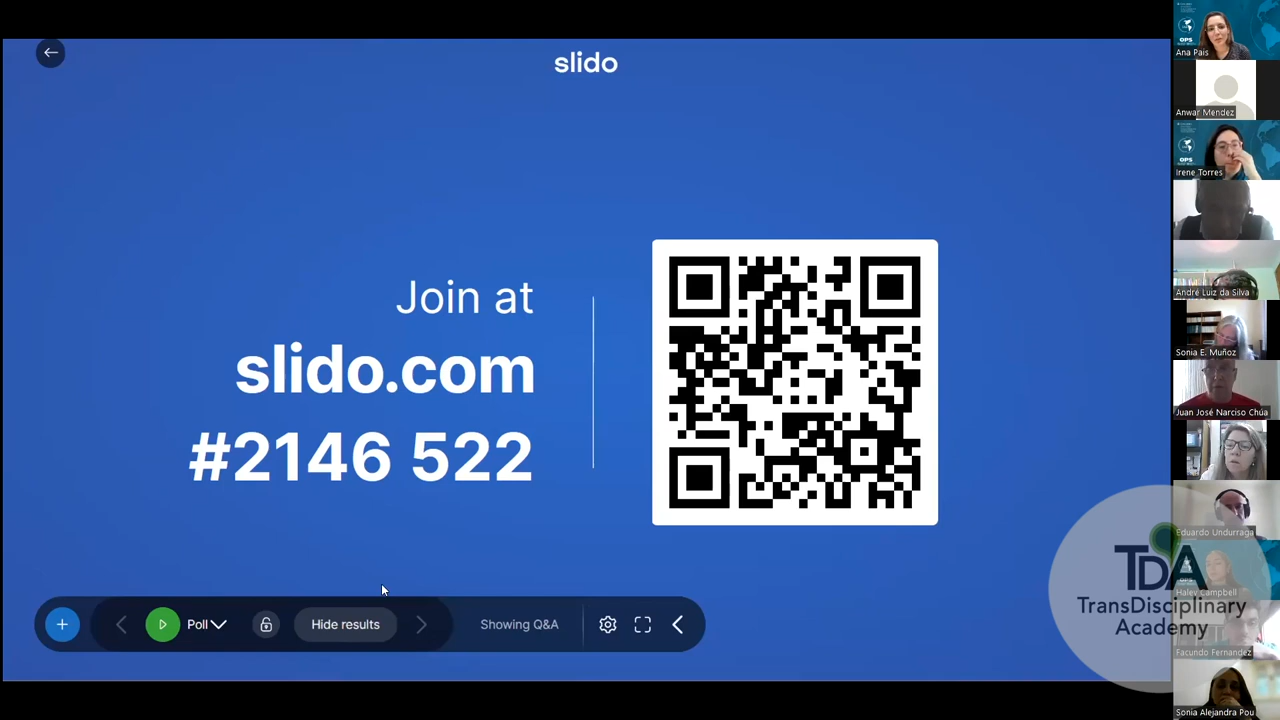 slido
Join at
slido.com
#2146 522
Poll
Hide results
Showing Q&A
OPS
Ana Pais
Anwar Mendez
OPS
Irene Torres
André Luiz da Silva
Sonia E. Muñoz
Juan José Narciso Chúa
Eduardo Undurraga
Haley Campbell
Facundo Fernandez
Sonia Alejandra Pou
TDA
TransDisciplinary
Academy